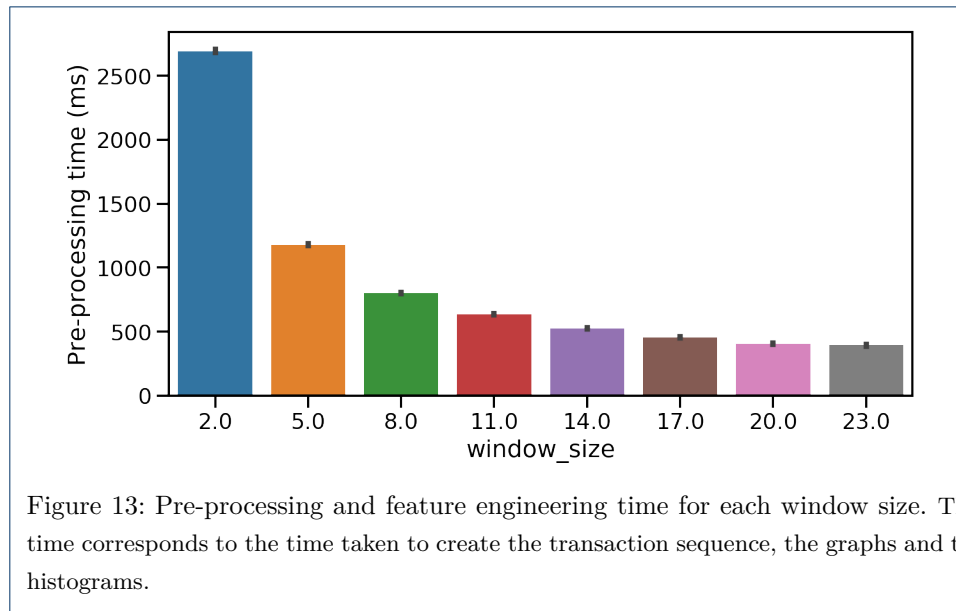 2500
2000
1500
1000
500
0
Pre-processing time (ms)
2.0 5.0 8.0 11.0 14.0 17.0 20.0 23.0
window_size
Figure 13: Pre-processing and feature engineering time for each window size.
time corresponds to the time taken to create the transaction sequence, the graphs and
histograms.